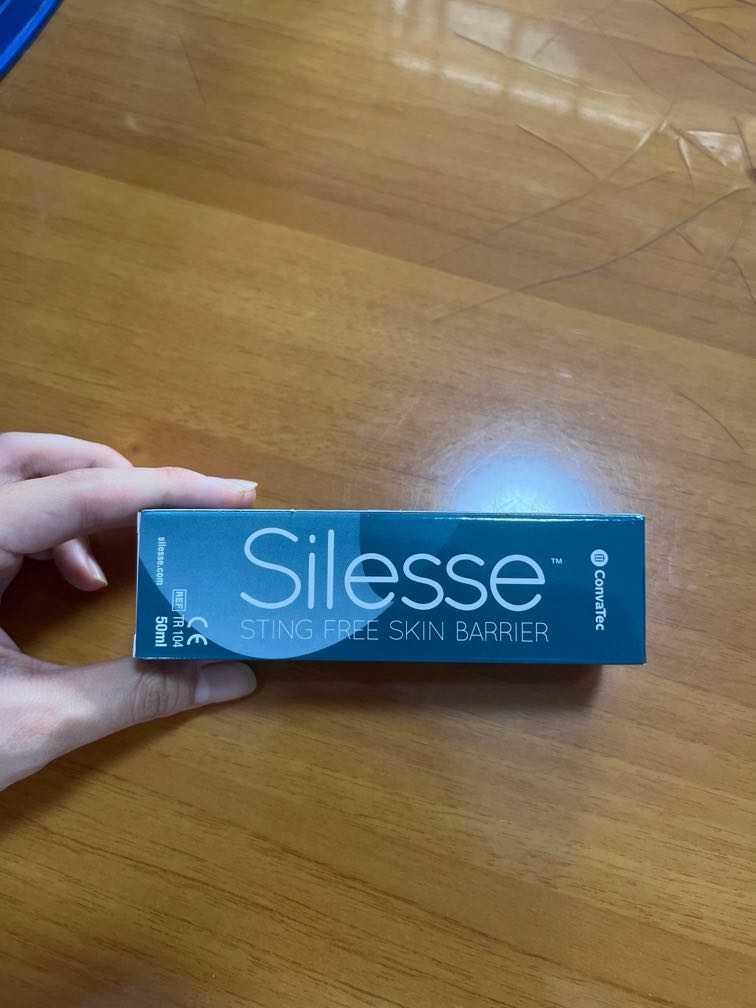 Silesse™
STING FREE SKIN BARRIER
ConvaTec
silesse.com
REF TR 104
50ml
CE